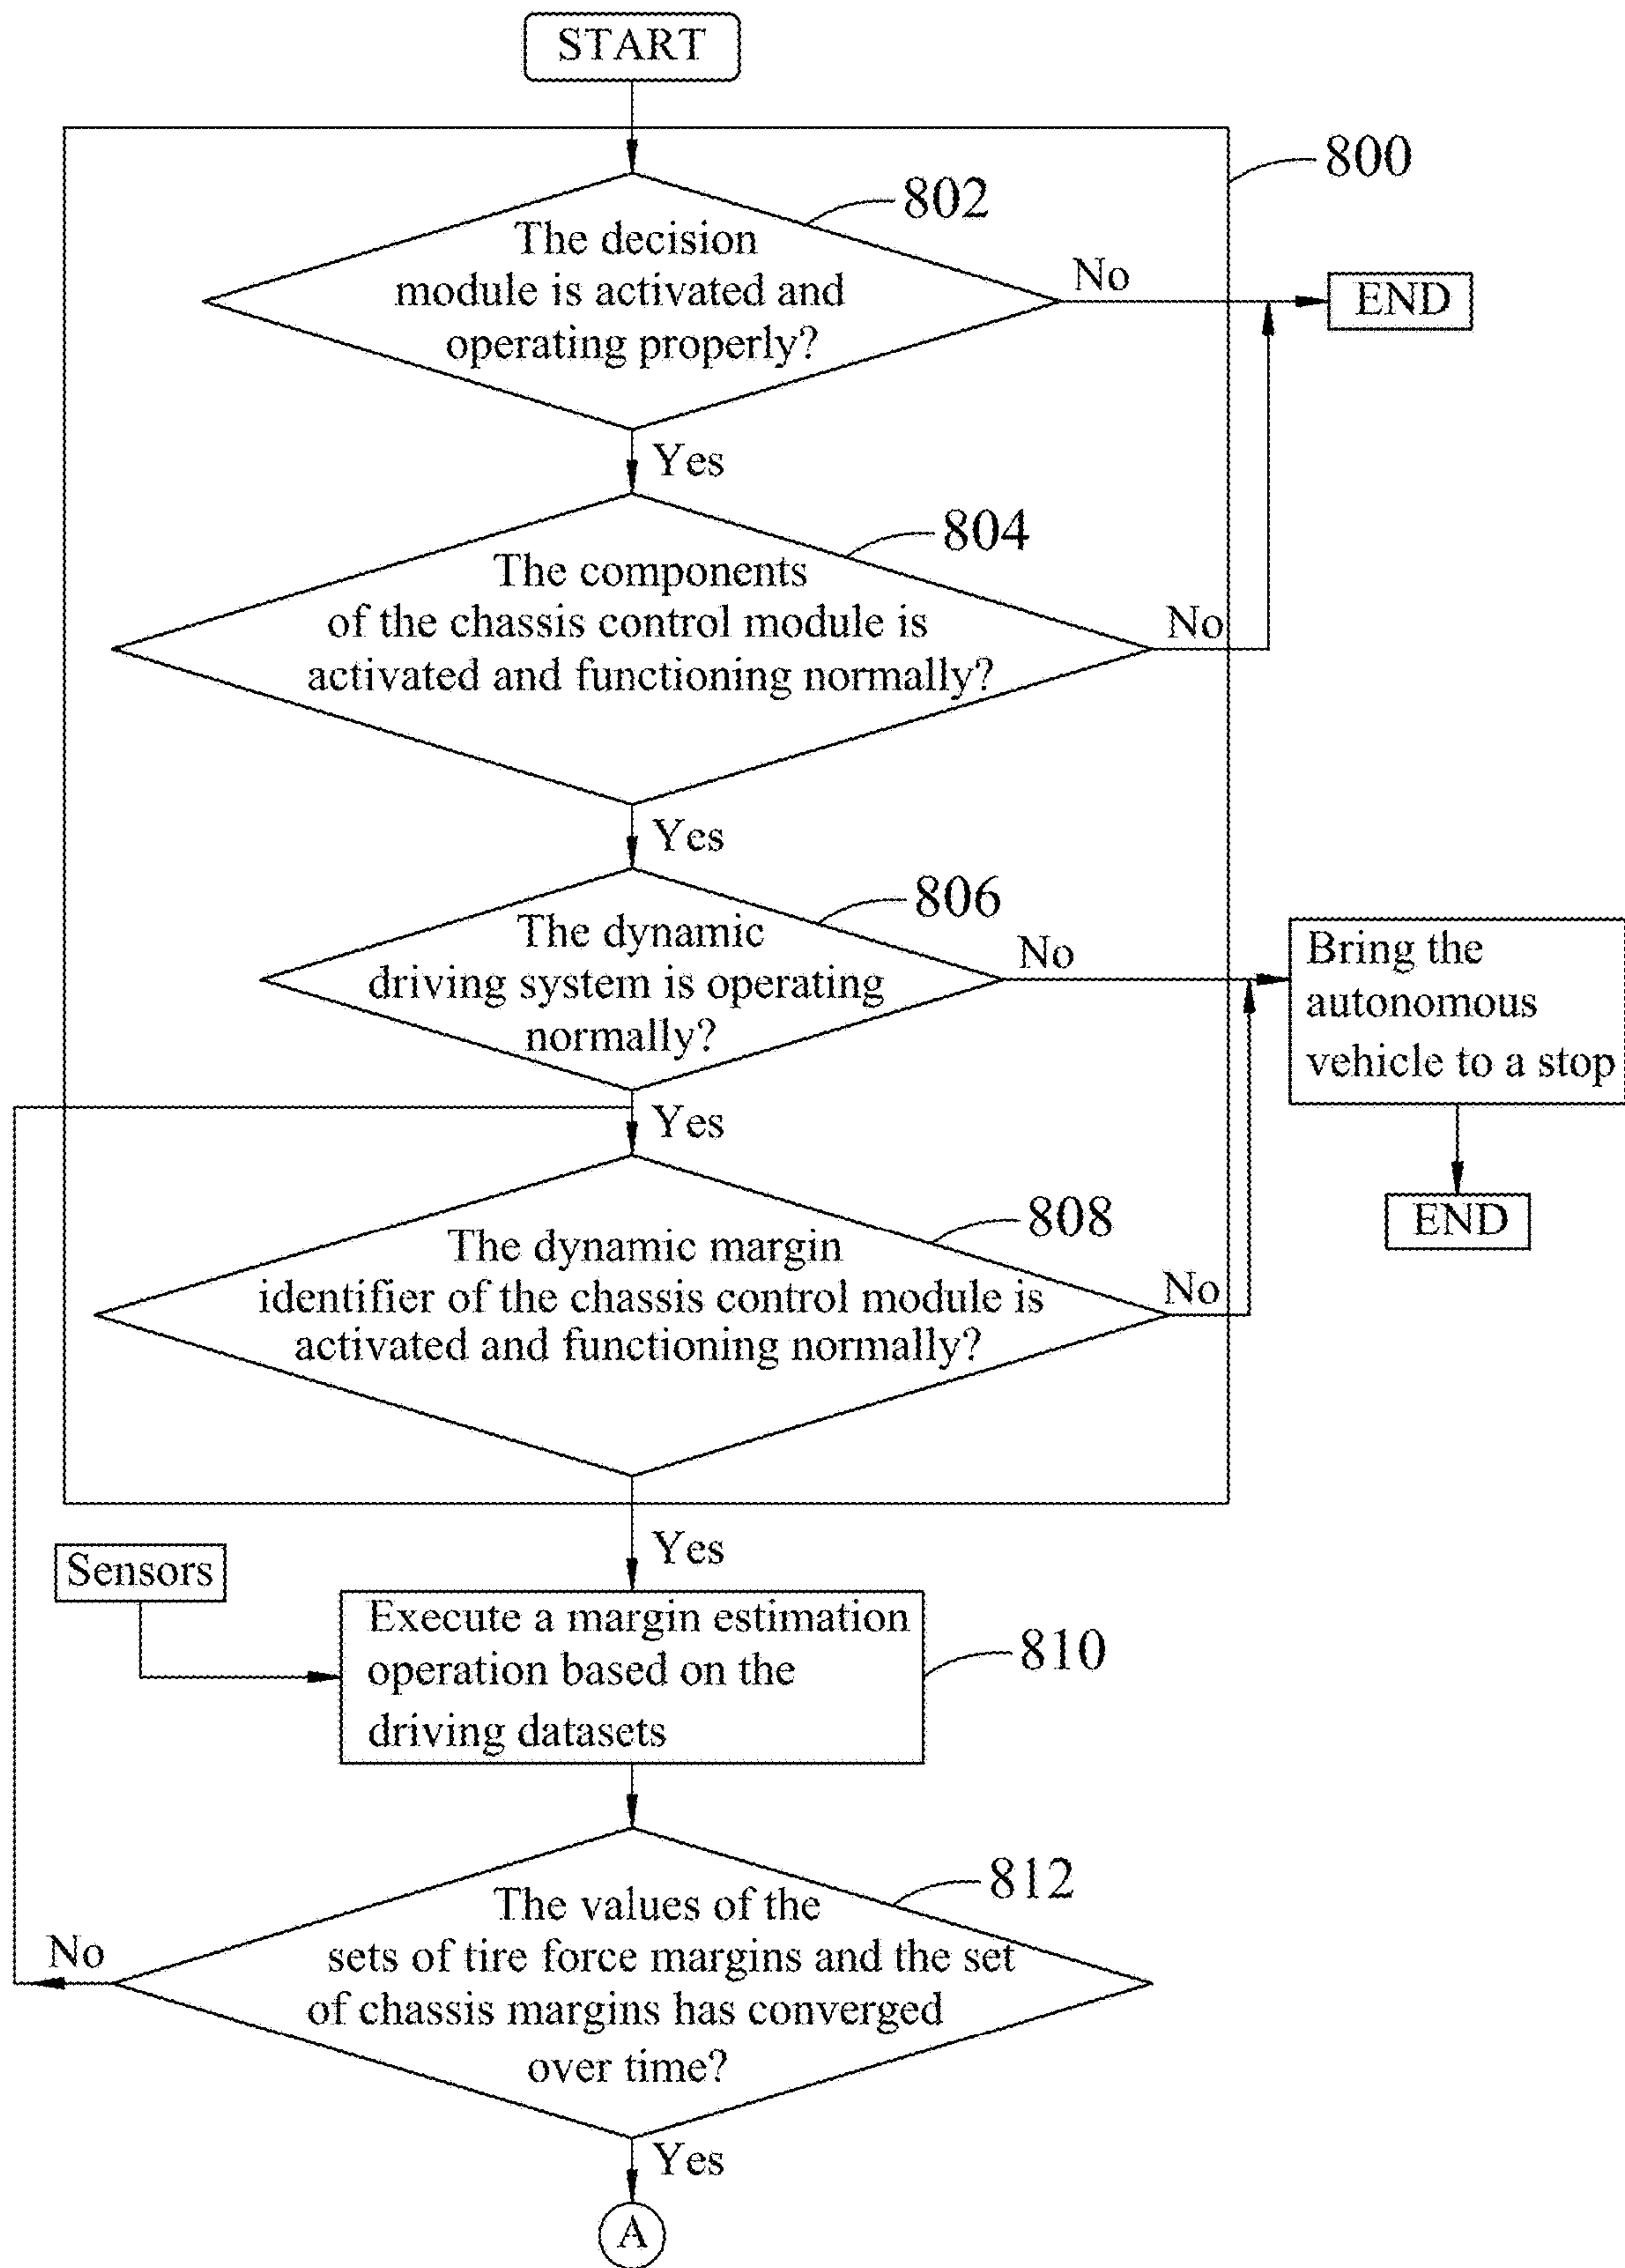 START
800
802
The decision
module is activated and
operating properly?
No
END
Yes
804
The components
of the chassis control module is
activated and functioning normally?
No
Yes
806
The dynamic
driving system is operating
normally?
No
Bring the
autonomous
vehicle to a stop
END
Yes
808
The dynamic margin
identifier of the chassis control module is
activated and functioning normally?
No
Yes
Sensors
Execute a margin estimation
operation based on the
driving datasets
810
812
The values of the
sets of tire force margins and the set
of chassis margins has converged
over time?
No
Yes
A